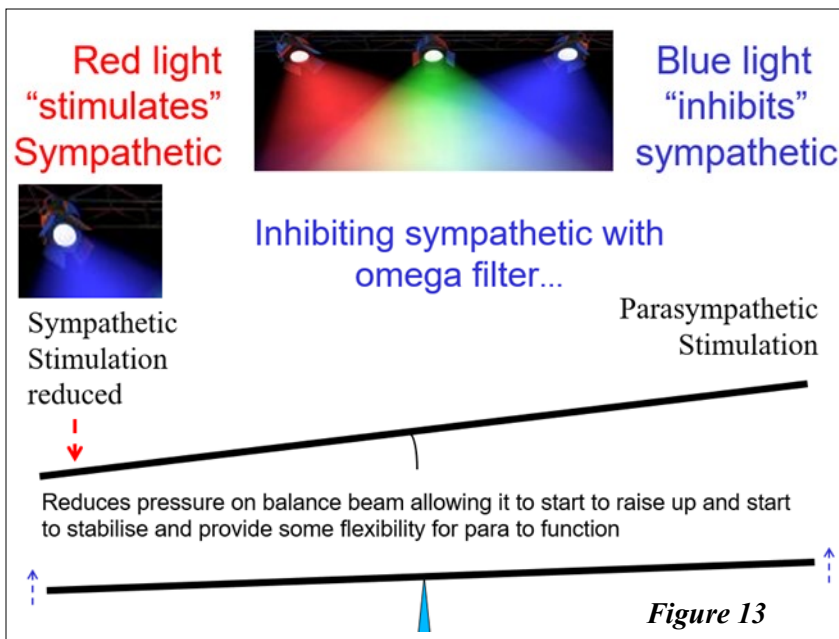 Red light
“stimulates”
Sympathetic
Blue light
“inhibits”
sympathetic
Inhibiting sympathetic with
omega filter...
Sympathetic
Stimulation
reduced
Parasympathetic
Stimulation
Reduces pressure on balance beam allowing it to start to raise up and start
to stabilise and provide some flexibility for para to function
Figure 13